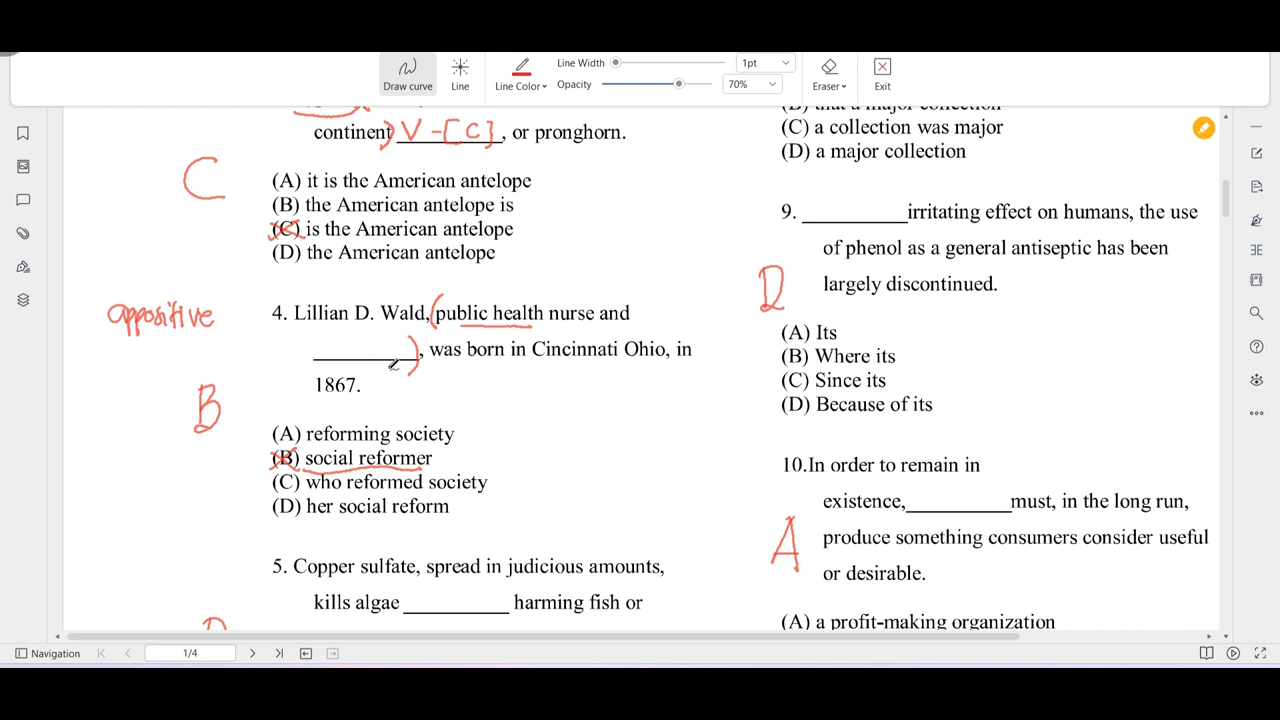 Line Width
1pt
Opacity
70%
Draw curve
Line
Line Color
Eraser
Exit
continent) V -[C] , or pronghorn.
C
(A) it is the American antelope
(B) the American antelope is
(C) is the American antelope
(D) the American antelope
appositive
4. Lillian D. Wald, (public health nurse and
__________), was born in Cincinnati Ohio, in
1867.
B
(A) reforming society
(B) social reformer
(C) who reformed society
(D) her social reform
5. Copper sulfate, spread in judicious amounts,
kills algae __________ harming fish or
(B) that a major collection
(C) a collection was major
(D) a major collection
9. __________irritating effect on humans, the use
of phenol as a general antiseptic has been
largely discontinued.
D
(A) Its
(B) Where its
(C) Since its
(D) Because of its
10.In order to remain in
existence,__________must, in the long run,
produce something consumers consider useful
or desirable.
A
(A) a profit-making organization
Navigation
1/4